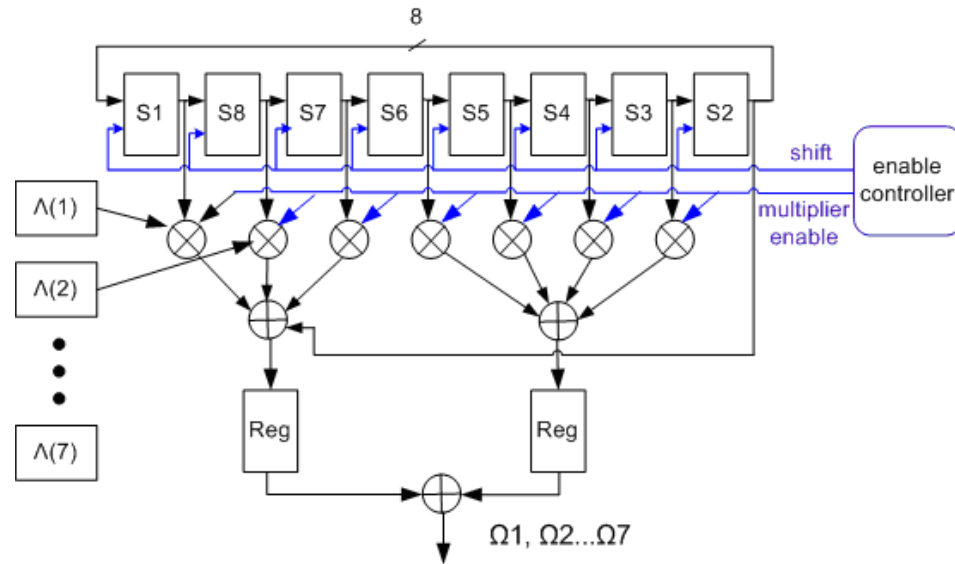 8
S1 S8 S7 S6 S5 S4 S3 S2
shift
enable
controller
multiplier
enable
Λ(1)
Λ(2)
Λ(7)
Reg Reg
Ω1, Ω2...Ω7